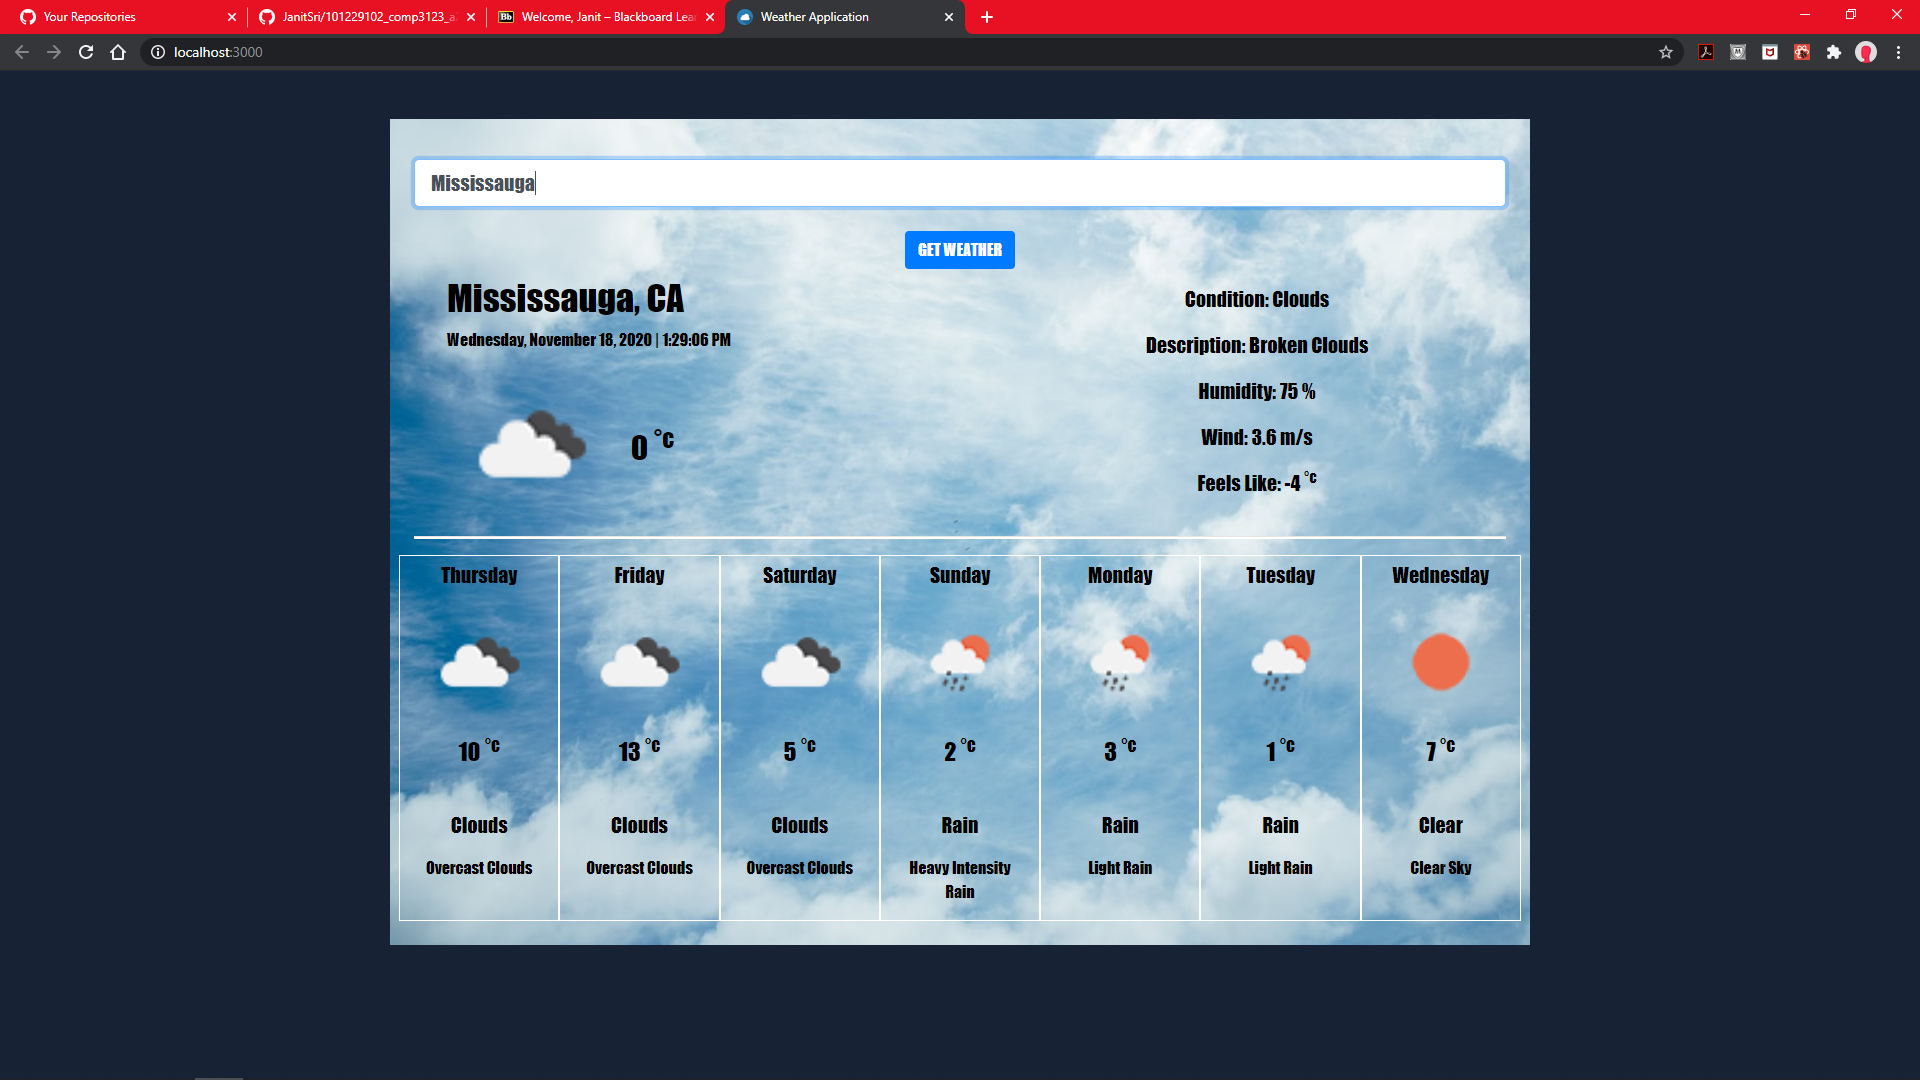 Your Repositories
JanitSri/101229102_comp3123_a
Welcome, Janit – Blackboard Lea
Weather Application
localhost:3000
Mississauga
GET WEATHER
Mississauga, CA
Wednesday, November 18, 2020 | 1:29:06 PM
0 °C
Condition: Clouds
Description: Broken Clouds
Humidity: 75 %
Wind: 3.6 m/s
Feels Like: -4 °C
Thursday
10 °C
Clouds
Overcast Clouds
Friday
13 °C
Clouds
Overcast Clouds
Saturday
5 °C
Clouds
Overcast Clouds
Sunday
2 °C
Rain
Heavy Intensity
Rain
Monday
3 °C
Rain
Light Rain
Tuesday
1 °C
Rain
Light Rain
Wednesday
7 °C
Clear
Clear Sky